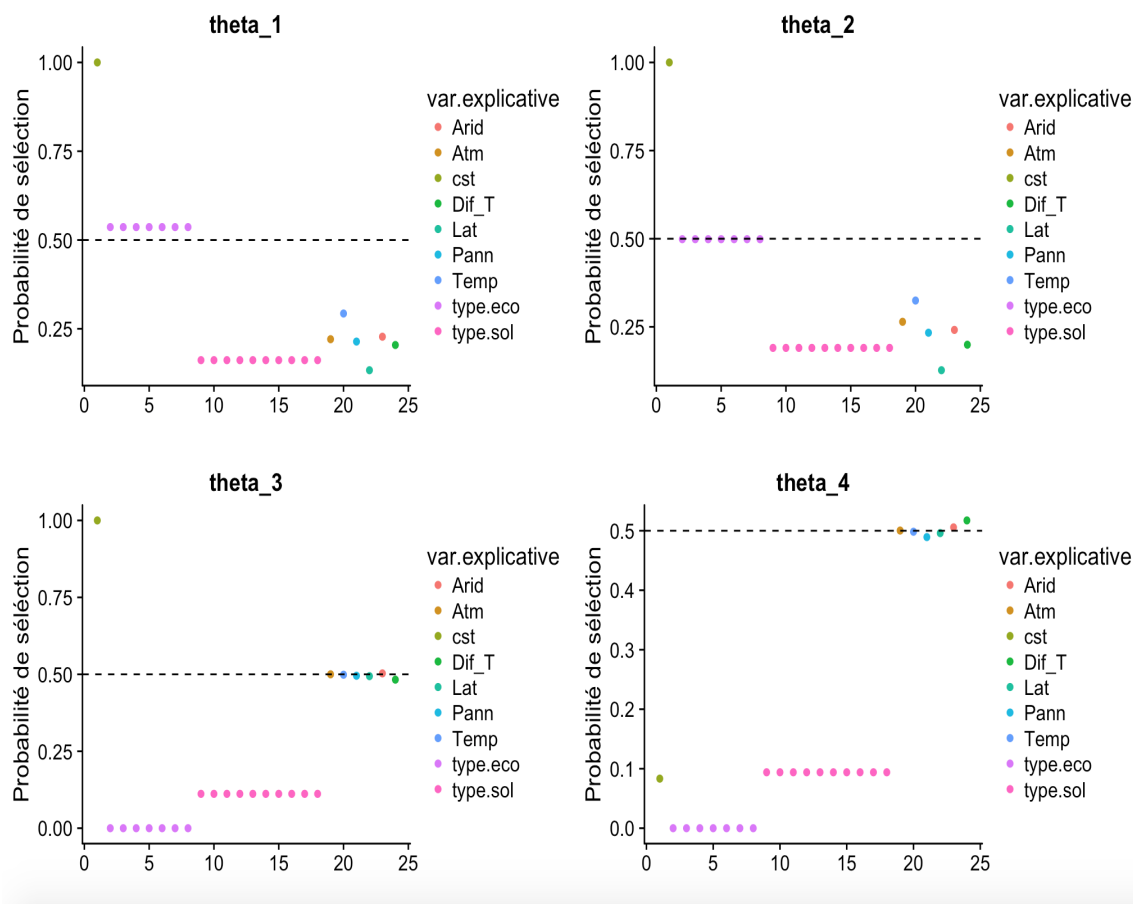 theta_1
Probabilité de séléction
1.00
0.75
0.50
0.25
0 5 10 15 20 25
var.explicative
Arid
Atm
cst
Dif_T
Lat
Pann
Temp
type.eco
type.sol
theta_2
Probabilité de séléction
1.00
0.75
0.50
0.25
0 5 10 15 20 25
var.explicative
Arid
Atm
cst
Dif_T
Lat
Pann
Temp
type.eco
type.sol
theta_3
Probabilité de séléction
1.00
0.75
0.50
0.25
0.00
0 5 10 15 20 25
var.explicative
Arid
Atm
cst
Dif_T
Lat
Pann
Temp
type.eco
type.sol
theta_4
Probabilité de séléction
0.5
0.4
0.3
0.2
0.1
0.0
0 5 10 15 20 25
var.explicative
Arid
Atm
cst
Dif_T
Lat
Pann
Temp
type.eco
type.sol